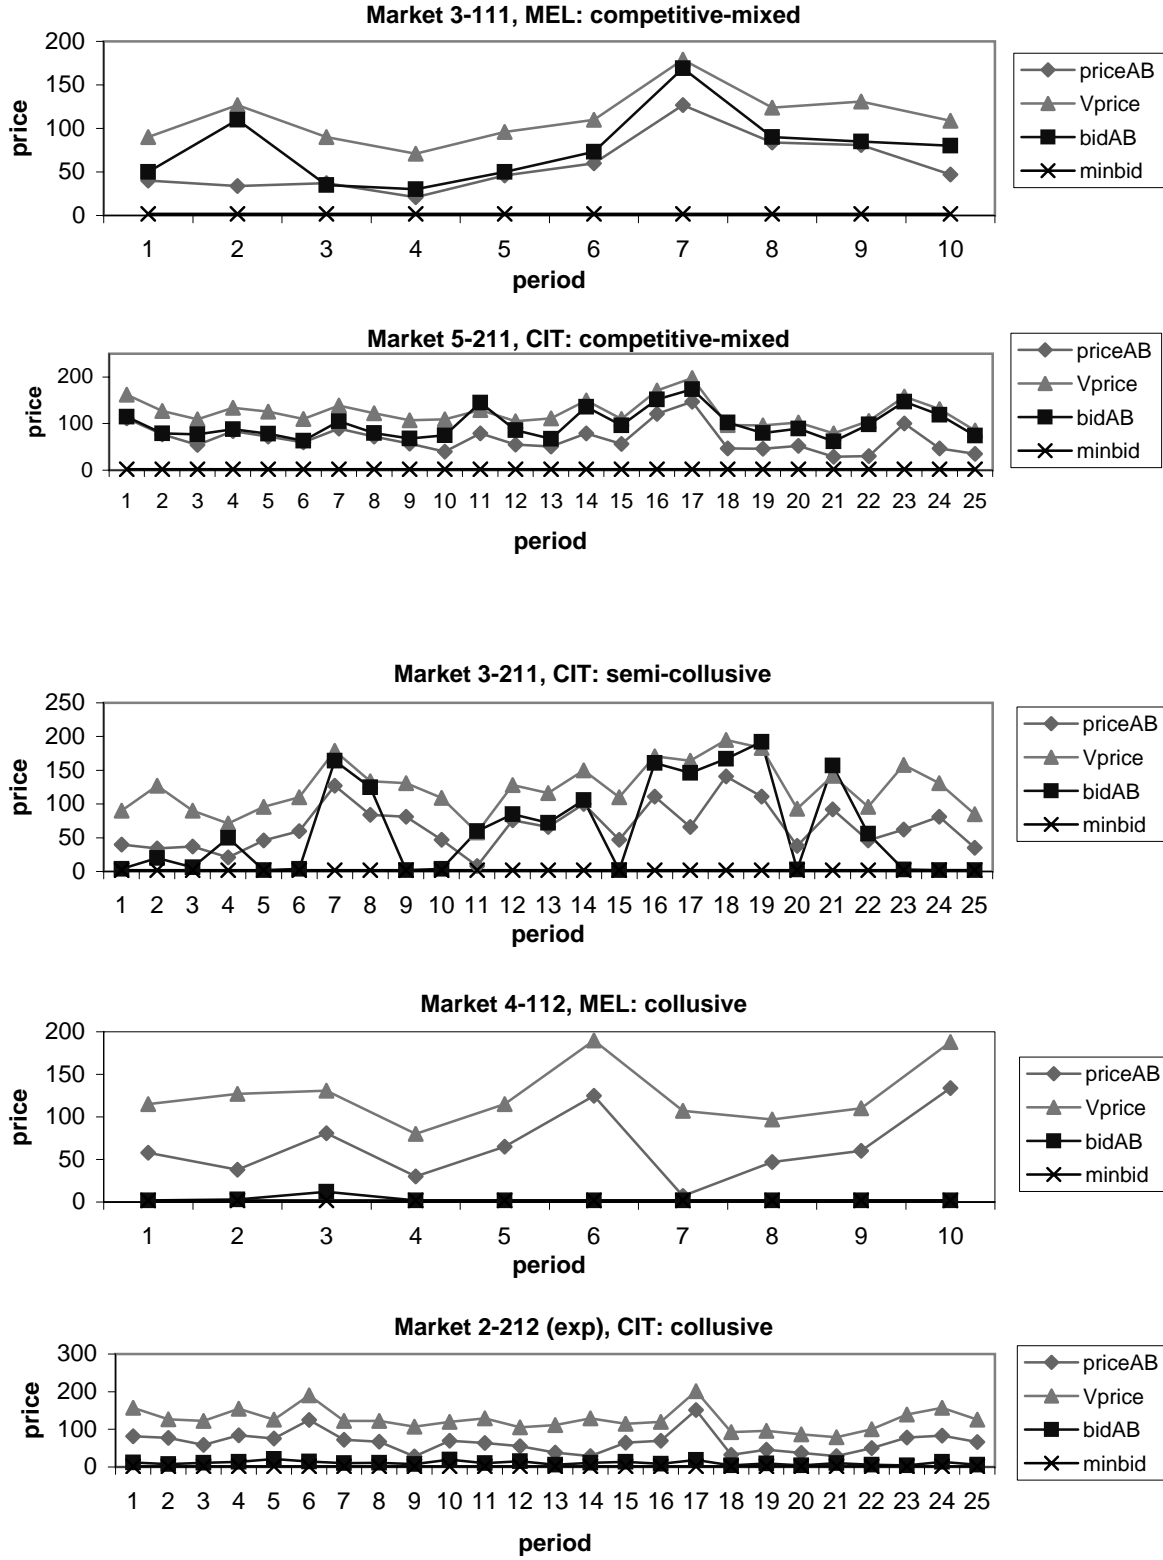 Market 3-111, MEL: competitive-mixed
200
150
100
50
0
price
1 2 3 4 5 6 7 8 9 10
period
priceAB
Vprice
bidAB
minbid
Market 5-211, CIT: competitive-mixed
200
100
0
price
1 2 3 4 5 6 7 8 9 10 11 12 13 14 15 16 17 18 19 20 21 22 23 24 25
period
priceAB
Vprice
bidAB
minbid
Market 3-211, CIT: semi-collusive
250
200
150
100
50
0
price
1 2 3 4 5 6 7 8 9 10 11 12 13 14 15 16 17 18 19 20 21 22 23 24 25
period
priceAB
Vprice
bidAB
minbid
Market 4-112, MEL: collusive
200
150
100
50
0
price
1 2 3 4 5 6 7 8 9 10
period
priceAB
Vprice
bidAB
minbid
Market 2-212 (exp), CIT: collusive
300
200
100
0
price
1 2 3 4 5 6 7 8 9 10 11 12 13 14 15 16 17 18 19 20 21 22 23 24 25
period
priceAB
Vprice
bidAB
minbid